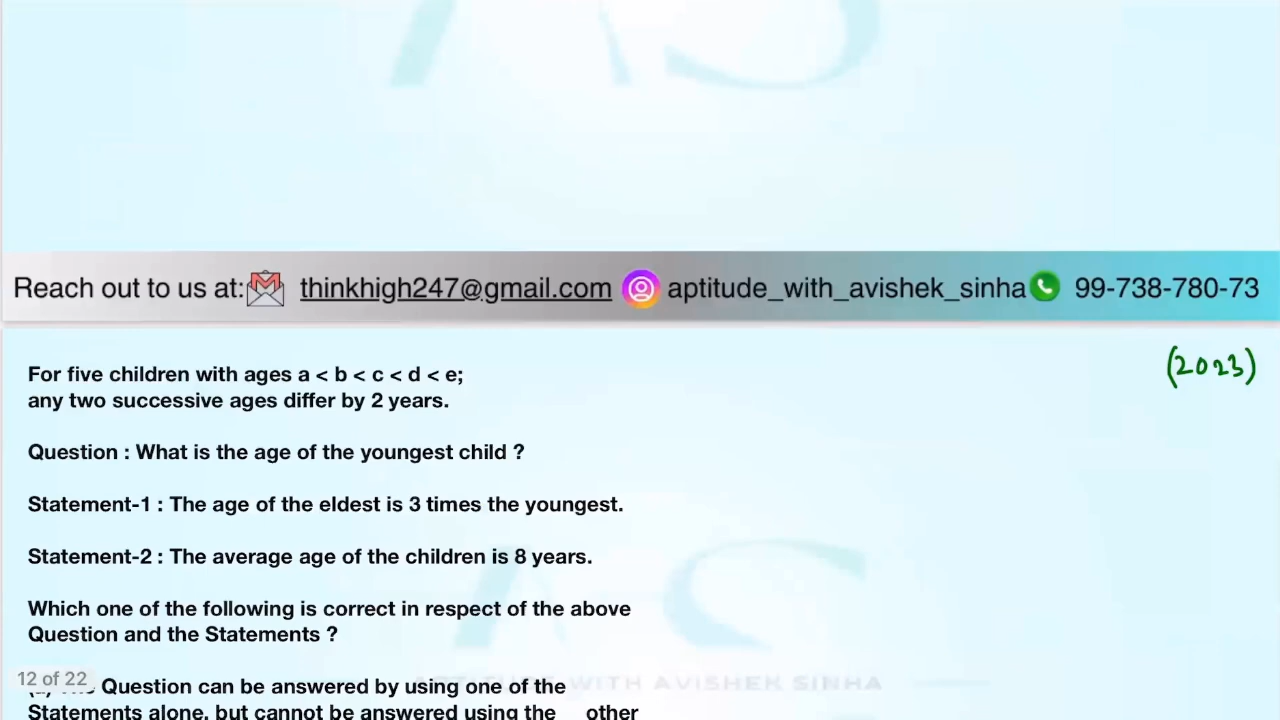 Reach out to us at: thinkhigh247@gmail.com aptitude_with_avishek_sinha 99-738-780-73
(2023)
For five children with ages a < b < c < d < e;
any two successive ages differ by 2 years.
Question : What is the age of the youngest child ?
Statement-1 : The age of the eldest is 3 times the youngest.
Statement-2 : The average age of the children is 8 years.
Which one of the following is correct in respect of the above
Question and the Statements ?
12 of 22
Question can be answered by using one of the
Statements alone, but cannot be answered using the other
APTITUDE WITH AVISHEK SINHA